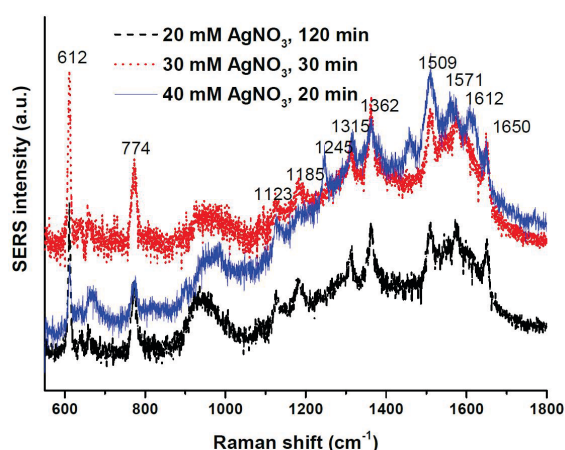 20 mM AgNO₃, 120 min
30 mM AgNO₃, 30 min
40 mM AgNO₃, 20 min
612
774
1123
1185
1245
1315
1362
1509
1571
1612
1650
SERS intensity (a.u.)
600 800 1000 1200 1400 1600 1800
Raman shift (cm⁻¹)